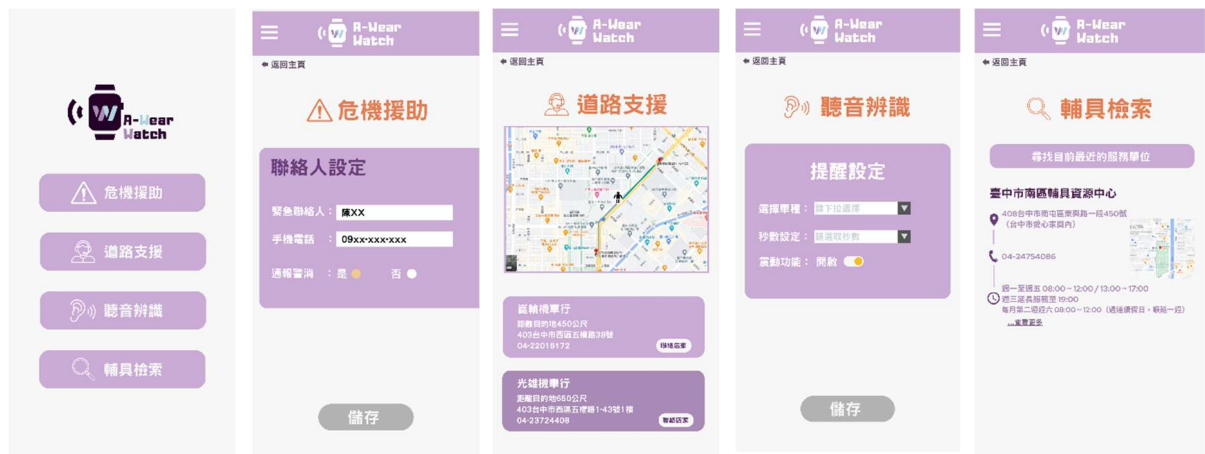 A-Wear
Watch
危機援助
道路支援
聽音辨識
輔具檢索
A-Wear
Watch
返回主頁
危機援助
聯絡人設定
緊急聯絡人：陳XX
手機電話 ：09xx-xxx-xxx
通報警消 ：是 否
儲存
A-Wear
Watch
返回主頁
道路支援
崑輪機車行
距離目的地450公尺
403台中市西區五權路38號
04-22018172
聯絡店家
光雄機車行
距離目的地650公尺
403台中市西區五權路1-43號1樓
04-23724408
聯絡店家
A-Wear
Watch
返回主頁
聽音辨識
提醒設定
選擇車種：請下拉選擇
秒數設定：請選取秒數
震動功能：開啟
儲存
A-Wear
Watch
返回主頁
輔具檢索
尋找目前最近的服務單位
臺中市南區輔具資源中心
408台中市南屯區東興路一段450號
（台中市愛心家園內）
04-24754086
週一至週五 08:00~12:00 / 13:00~17:00
週三延長服務至 19:00
每月第二週週六 08:00~12:00（遇連續假日，順延一週）
...查看更多